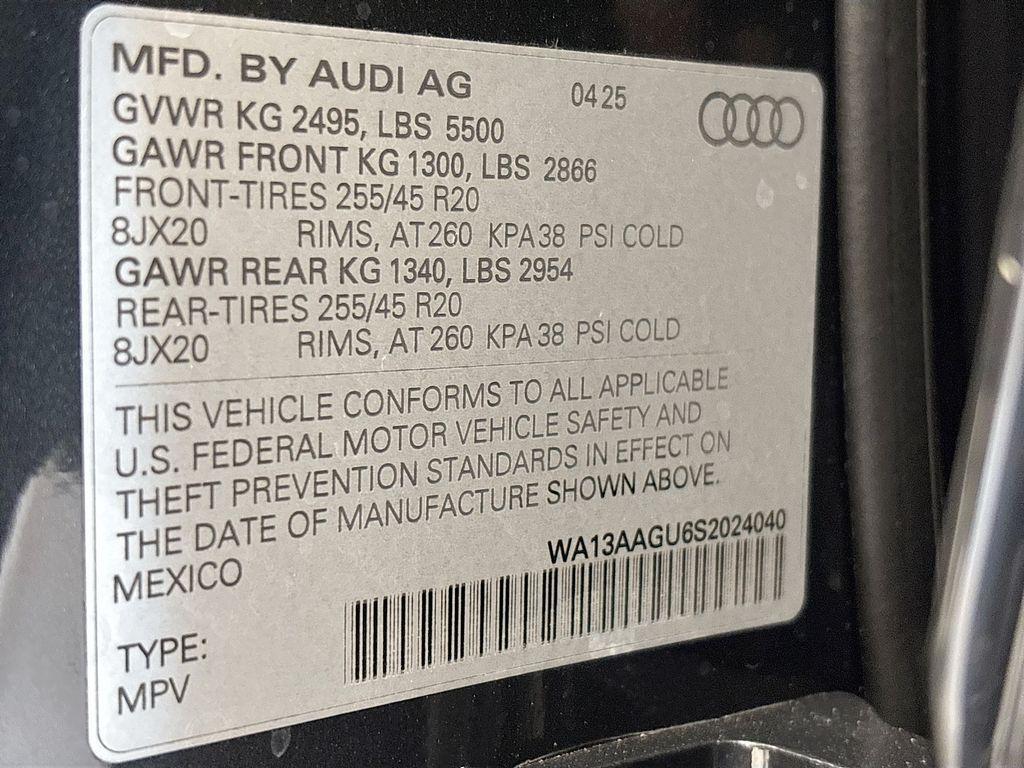 MFD. BY AUDI AG 04 25
GVWR KG 2495, LBS 5500
GAWR FRONT KG 1300, LBS 2866
FRONT-TIRES 255/45 R20
8JX20 RIMS, AT 260 KPA 38 PSI COLD
GAWR REAR KG 1340, LBS 2954
REAR-TIRES 255/45 R20
8JX20 RIMS, AT 260 KPA 38 PSI COLD
THIS VEHICLE CONFORMS TO ALL APPLICABLE
U.S. FEDERAL MOTOR VEHICLE SAFETY AND
THEFT PREVENTION STANDARDS IN EFFECT ON
THE DATE OF MANUFACTURE SHOWN ABOVE.
WA13AAGU6S2024040
MEXICO
TYPE:
MPV